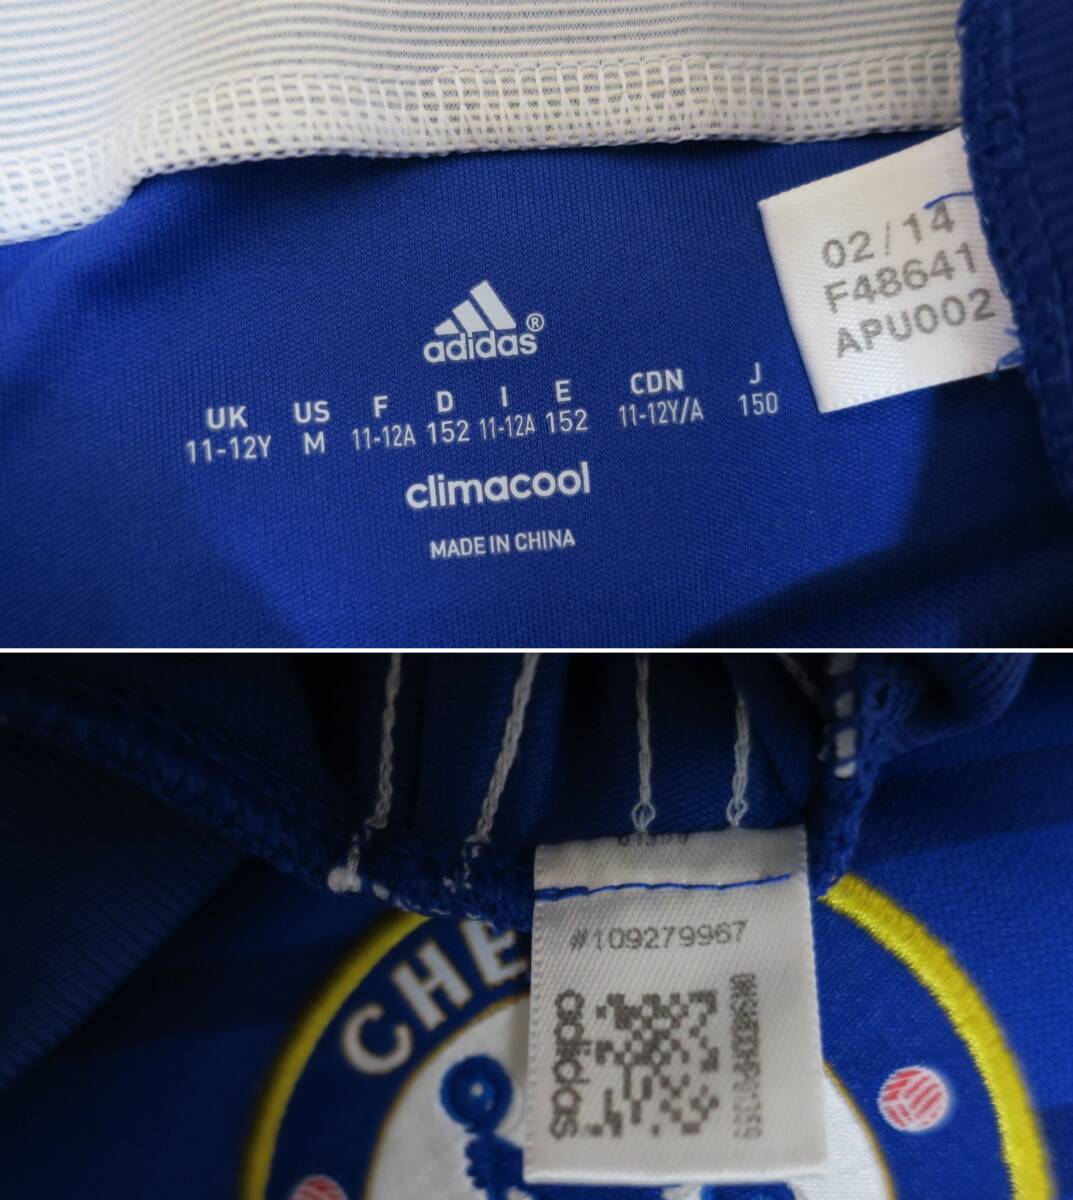 02/14
F48641
APU002
adidas®
UK US F D I E CDN J
11-12Y M 11-12A 152 11-12A 152 11-12Y/A 150
climacool
MADE IN CHINA
#109279967
adidas
CHE